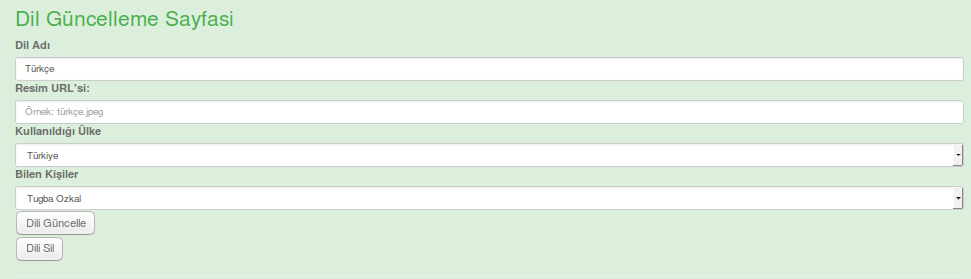 Dil Güncelleme Sayfasi
Dil Adı
Türkçe
Resim URL'si:
Örnek: türkçe.jpeg
Kullanıldığı Ülke
Türkiye
Bilen Kişiler
Tugba Ozkal
Dili Güncelle
Dili Sil